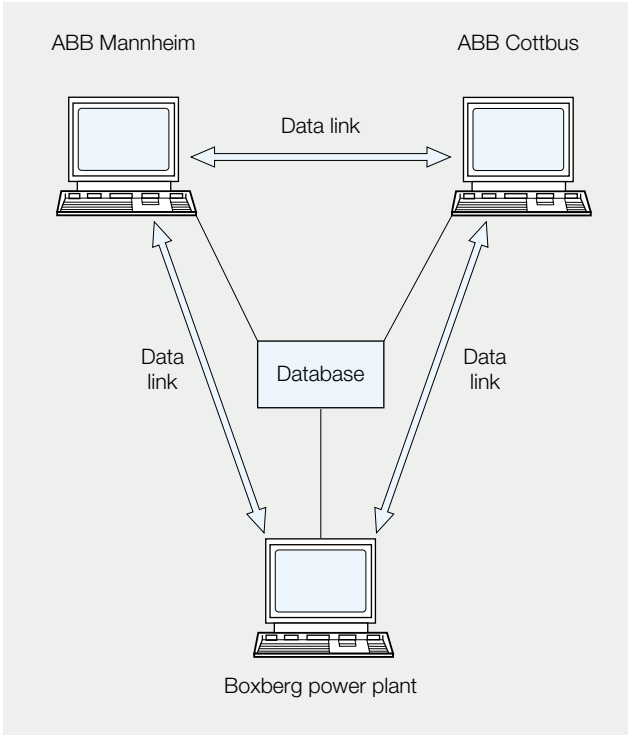 ABB Mannheim
ABB Cottbus
Data link
Data
link
Database
Data
link
Boxberg power plant